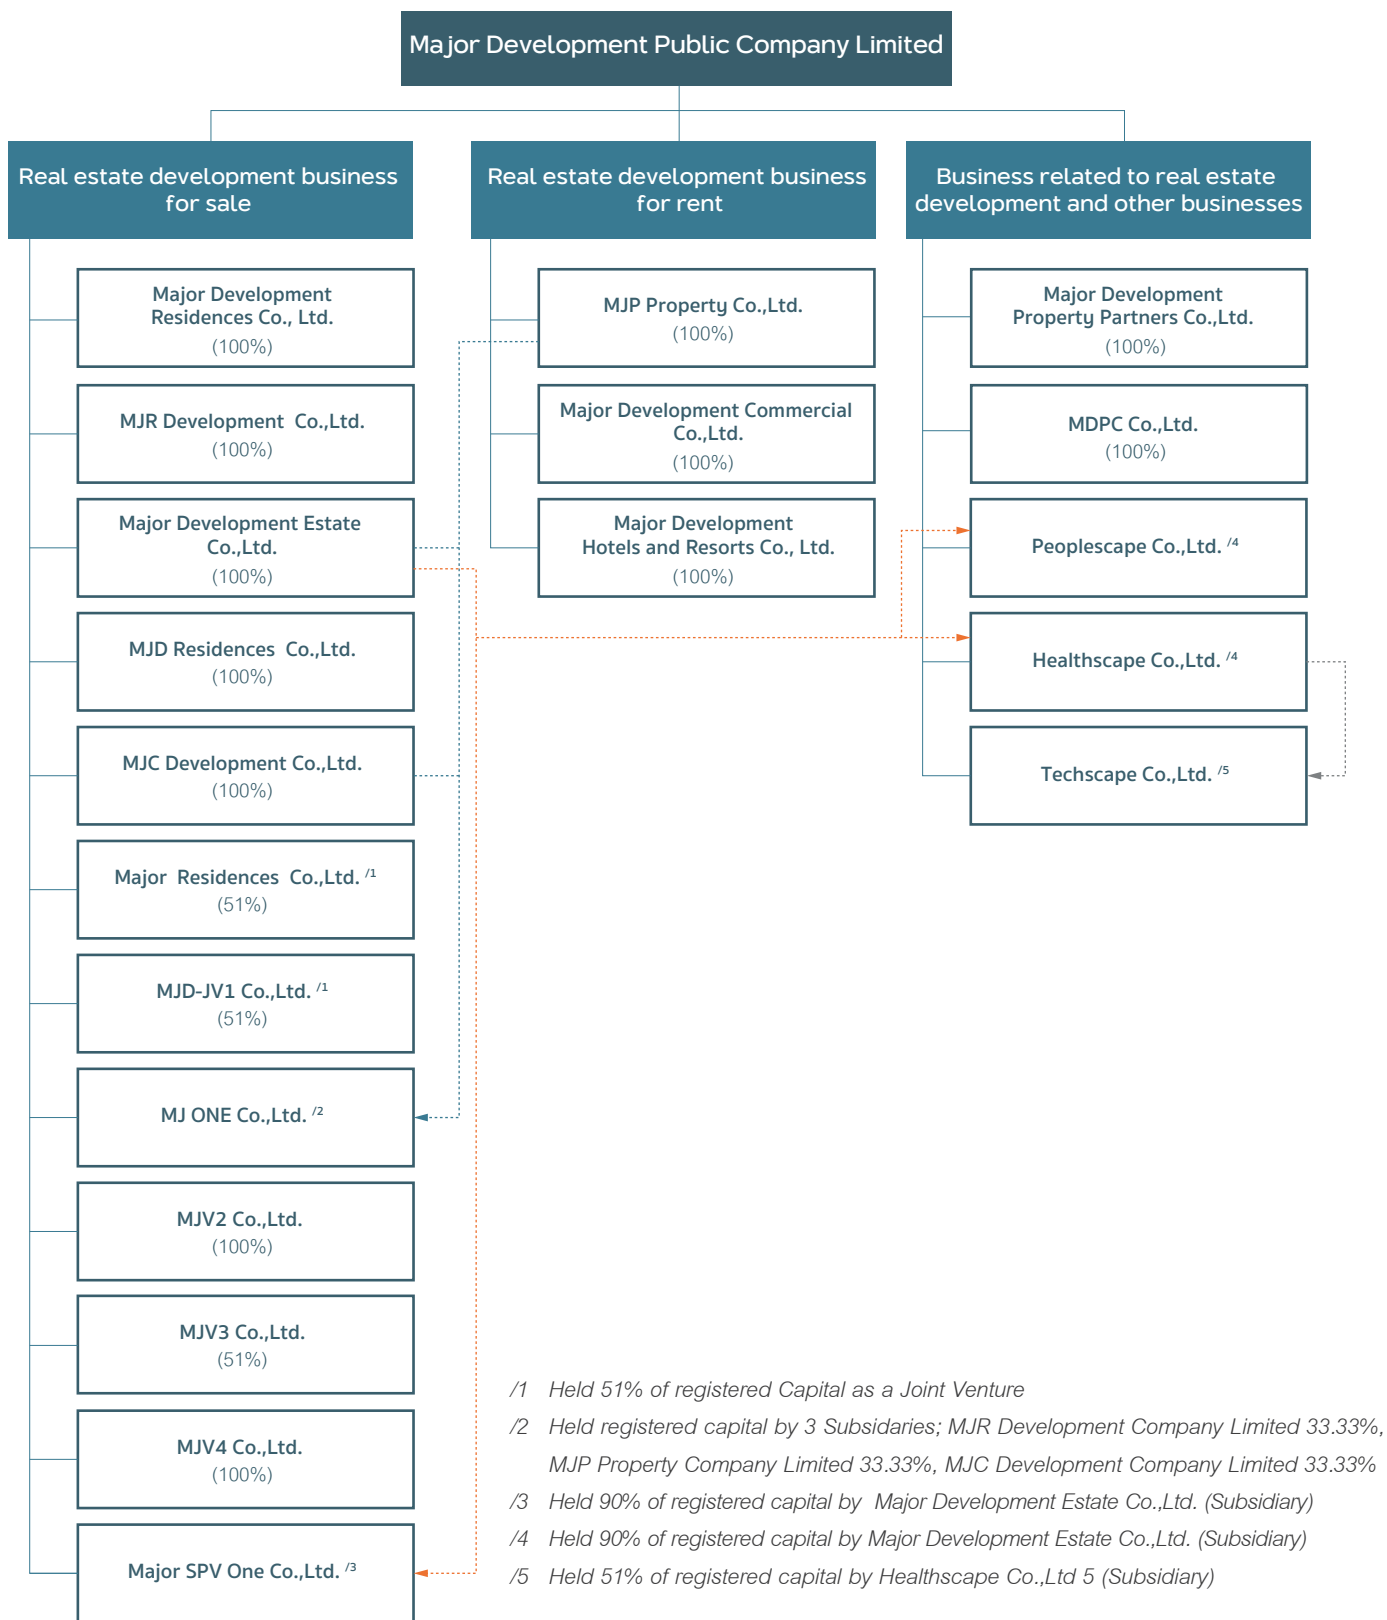 Major Development Public Company Limited
Real estate development business
for sale
Major Development
Residences Co., Ltd.
(100%)
MJR Development Co.,Ltd.
(100%)
Major Development Estate
Co.,Ltd.
(100%)
MJD Residences Co.,Ltd.
(100%)
MJC Development Co.,Ltd.
(100%)
Major Residences Co.,Ltd. /1
(51%)
MJD-JV1 Co.,Ltd. /1
(51%)
MJ ONE Co.,Ltd. /2
MJV2 Co.,Ltd.
(100%)
MJV3 Co.,Ltd.
(51%)
MJV4 Co.,Ltd.
(100%)
Major SPV One Co.,Ltd. /3
Real estate development business
for rent
MJP Property Co.,Ltd.
(100%)
Major Development Commercial
Co.,Ltd.
(100%)
Major Development
Hotels and Resorts Co., Ltd.
(100%)
Business related to real estate
development and other businesses
Major Development
Property Partners Co.,Ltd.
(100%)
MDPC Co.,Ltd.
(100%)
Peoplescape Co.,Ltd. /4
Healthscape Co.,Ltd. /4
Techscape Co.,Ltd. /5
/1 Held 51% of registered Capital as a Joint Venture
/2 Held registered capital by 3 Subsidaries; MJR Development Company Limited 33.33%,
MJP Property Company Limited 33.33%, MJC Development Company Limited 33.33%
/3 Held 90% of registered capital by Major Development Estate Co.,Ltd. (Subsidiary)
/4 Held 90% of registered capital by Major Development Estate Co.,Ltd. (Subsidiary)
/5 Held 51% of registered capital by Healthscape Co.,Ltd 5 (Subsidiary)